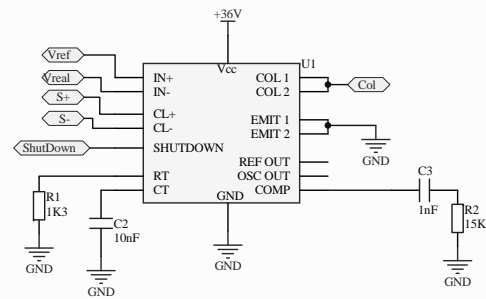 +36V
Vref
Vreal
S+
S-
ShutDown
U1
Vcc
IN+
IN-
CL+
CL-
SHUTDOWN
RT
CT
COL 1
COL 2
EMIT 1
EMIT 2
REF OUT
OSC OUT
COMP
GND
Col
GND
R1
1K3
GND
C2
10nF
GND
GND
C3
1nF
R2
15K
GND